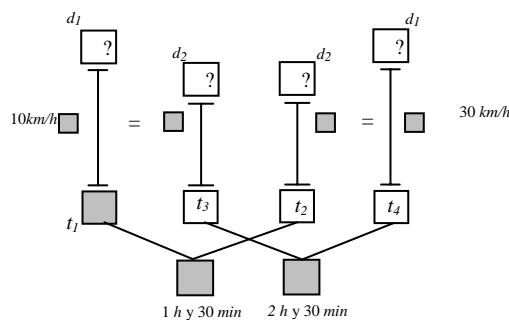 d1 d1
? d2 d2 ?
? ?
10km/h = = 30 km/h
t1 t3 t2 t4
1 h y 30 min 2 h y 30 min